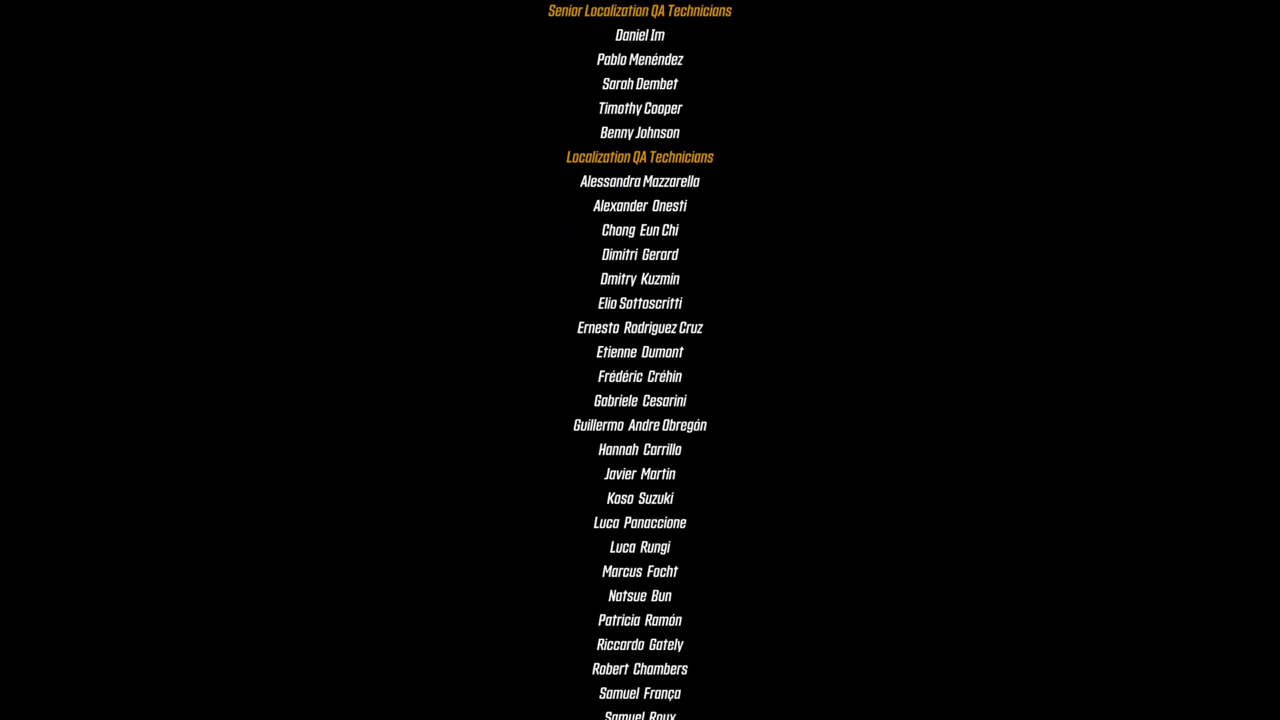 Senior Localization QA Technicians
Daniel Im
Pablo Menéndez
Sarah Dembet
Timothy Cooper
Benny Johnson
Localization QA Technicians
Alessandra Mazzarella
Alexander Onesti
Chong Eun Chi
Dimitri Gerard
Dmitry Kuzmin
Elio Sottoscritti
Ernesto Rodriguez Cruz
Etienne Dumont
Frédéric Créhin
Gabriele Cesarini
Guillermo Andre Obregón
Hannah Carrillo
Javier Martin
Koso Suzuki
Luca Panaccione
Luca Rungi
Marcus Focht
Natsue Bun
Patricia Ramón
Riccardo Gately
Robert Chambers
Samuel França
Samuel Roux